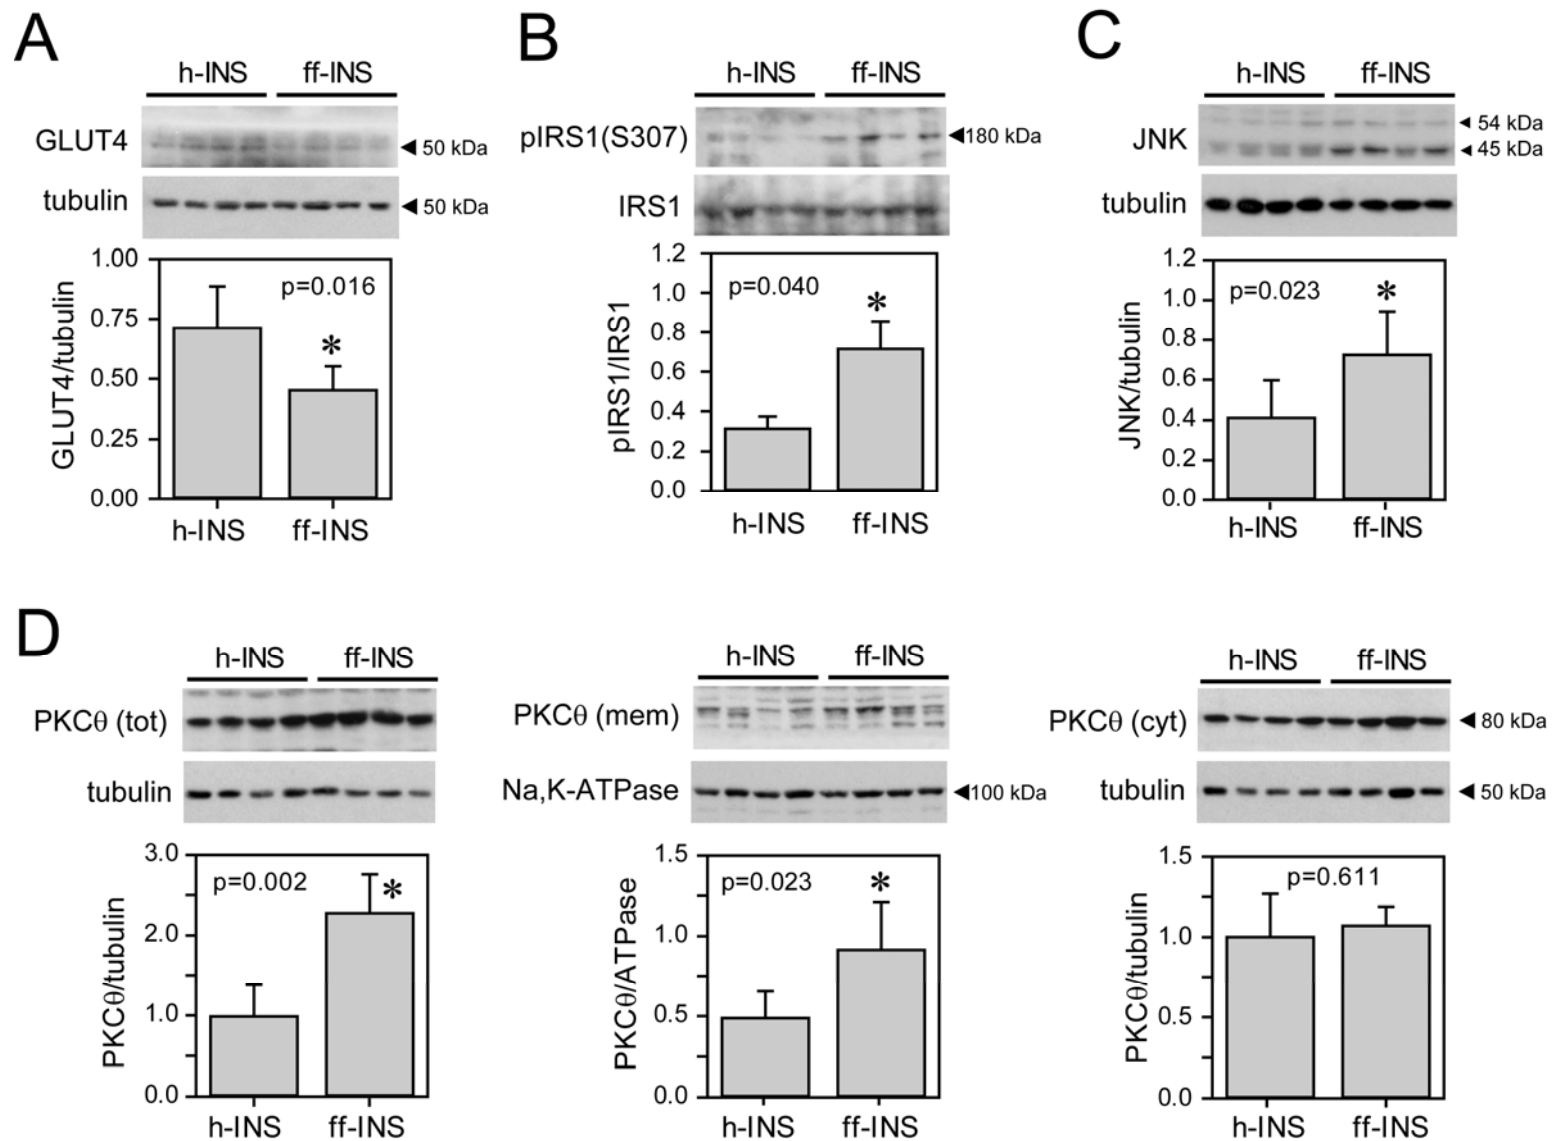 A
h-INS ff-INS
GLUT4
◄ 50 kDa
tubulin
◄ 50 kDa
GLUT4/tubulin
1.00
0.75
0.50
0.25
0.00
p=0.016
*
h-INS ff-INS
B
h-INS ff-INS
pIRS1(S307)
◄180 kDa
IRS1
pIRS1/IRS1
1.2
1.0
0.8
0.6
0.4
0.2
0.0
p=0.040
*
h-INS ff-INS
C
h-INS ff-INS
JNK
◄ 54 kDa
◄ 45 kDa
tubulin
JNK/tubulin
1.2
1.0
0.8
0.6
0.4
0.2
0.0
p=0.023
*
h-INS ff-INS
D
h-INS ff-INS
PKCθ (tot)
tubulin
PKCθ/tubulin
3.0
2.0
1.0
0.0
p=0.002
*
h-INS ff-INS
h-INS ff-INS
PKCθ (mem)
Na,K-ATPase
◄100 kDa
PKCθ/ATPase
1.5
1.0
0.5
0.0
p=0.023
*
h-INS ff-INS
h-INS ff-INS
PKCθ (cyt)
◄ 80 kDa
tubulin
◄ 50 kDa
PKCθ/tubulin
1.5
1.0
0.5
0.0
p=0.611
h-INS ff-INS